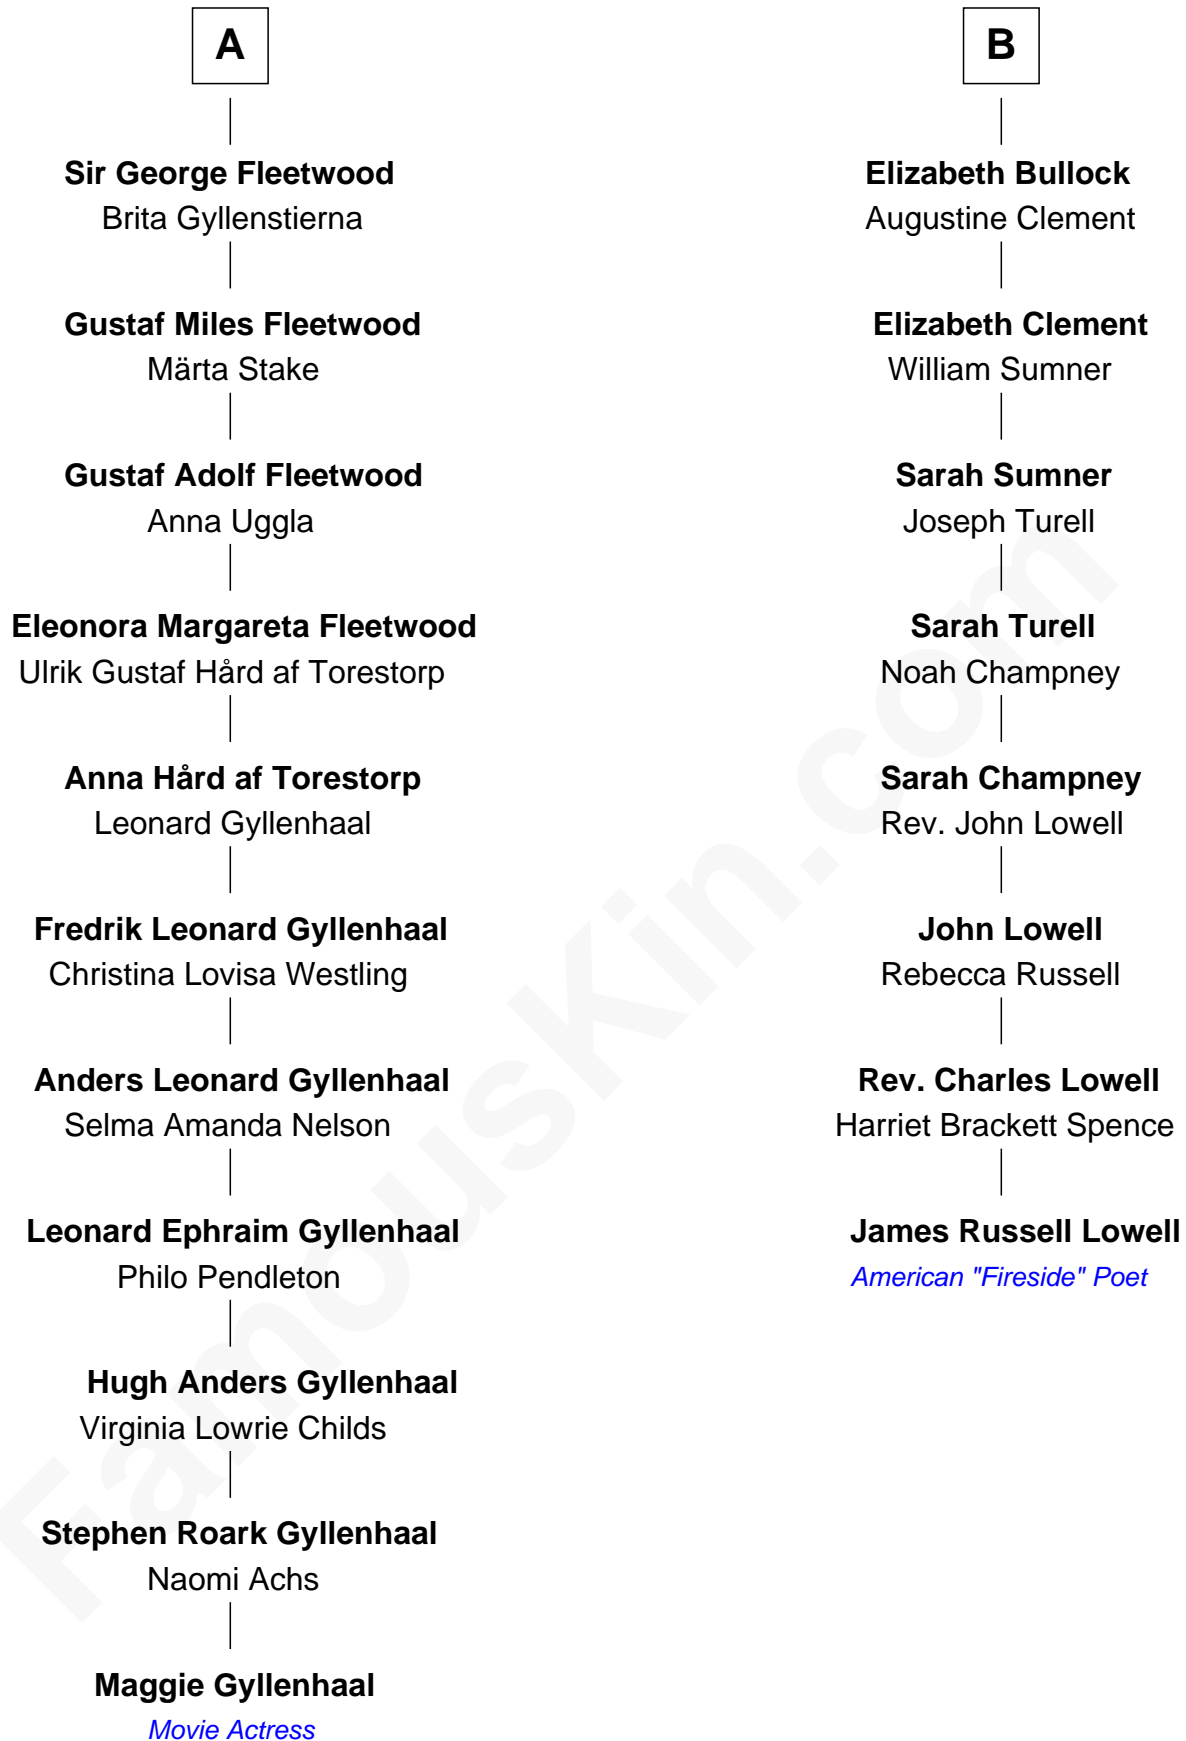 A
Sir George Fleetwood
Brita Gyllenstierna
Gustaf Miles Fleetwood
Märta Stake
Gustaf Adolf Fleetwood
Anna Uggla
Eleonora Margareta Fleetwood
Ulrik Gustaf Hård af Torestorp
Anna Hård af Torestorp
Leonard Gyllenhaal
Fredrik Leonard Gyllenhaal
Christina Lovisa Westling
Anders Leonard Gyllenhaal
Selma Amanda Nelson
Leonard Ephraim Gyllenhaal
Philo Pendleton
Hugh Anders Gyllenhaal
Virginia Lowrie Childs
Stephen Roark Gyllenhaal
Naomi Achs
Maggie Gyllenhaal
Movie Actress
B
Elizabeth Bullock
Augustine Clement
Elizabeth Clement
William Sumner
Sarah Sumner
Joseph Turell
Sarah Turell
Noah Champney
Sarah Champney
Rev. John Lowell
John Lowell
Rebecca Russell
Rev. Charles Lowell
Harriet Brackett Spence
James Russell Lowell
American "Fireside" Poet
FamousKin.com